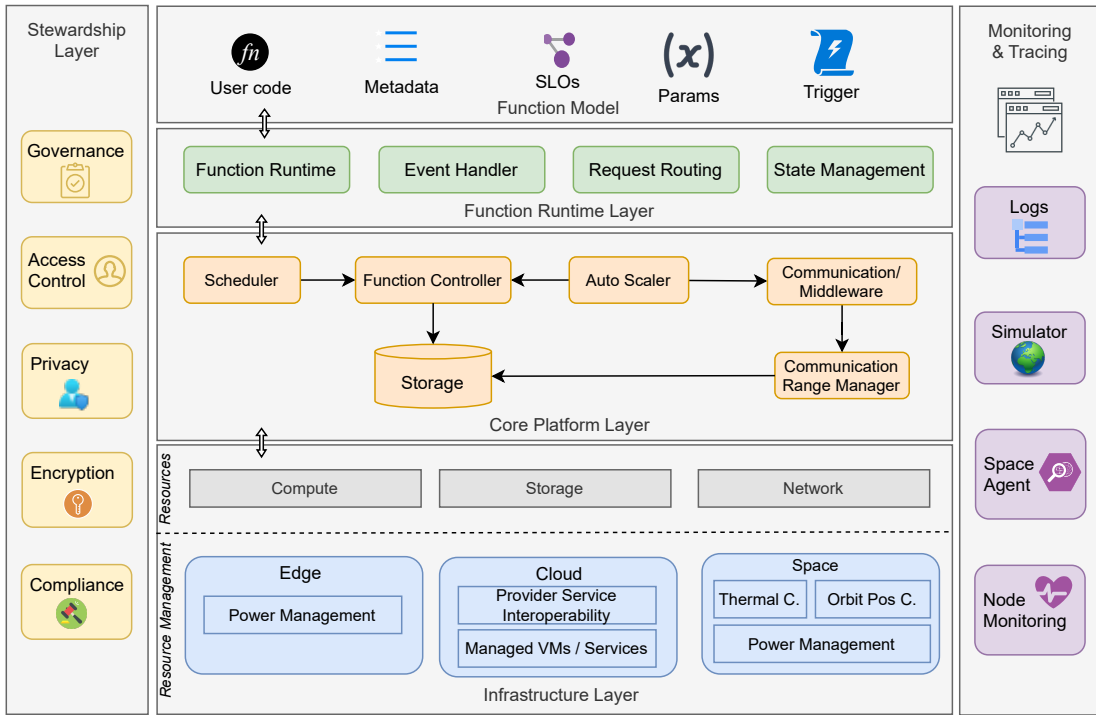 Stewardship
Layer
Governance
Access
Control
Privacy
Encryption
Compliance
fn
User code
Metadata
SLOs
(x)
Params
Trigger
Function Model
Function Runtime
Event Handler
Request Routing
State Management
Function Runtime Layer
Scheduler
Function Controller
Auto Scaler
Communication/
Middleware
Storage
Communication
Range Manager
Core Platform Layer
Resources
Compute
Storage
Network
Resource Management
Edge
Power Management
Cloud
Provider Service
Interoperability
Managed VMs / Services
Space
Thermal C.
Orbit Pos C.
Power Management
Infrastructure Layer
Monitoring
& Tracing
Logs
Simulator
Space
Agent
Node
Monitoring